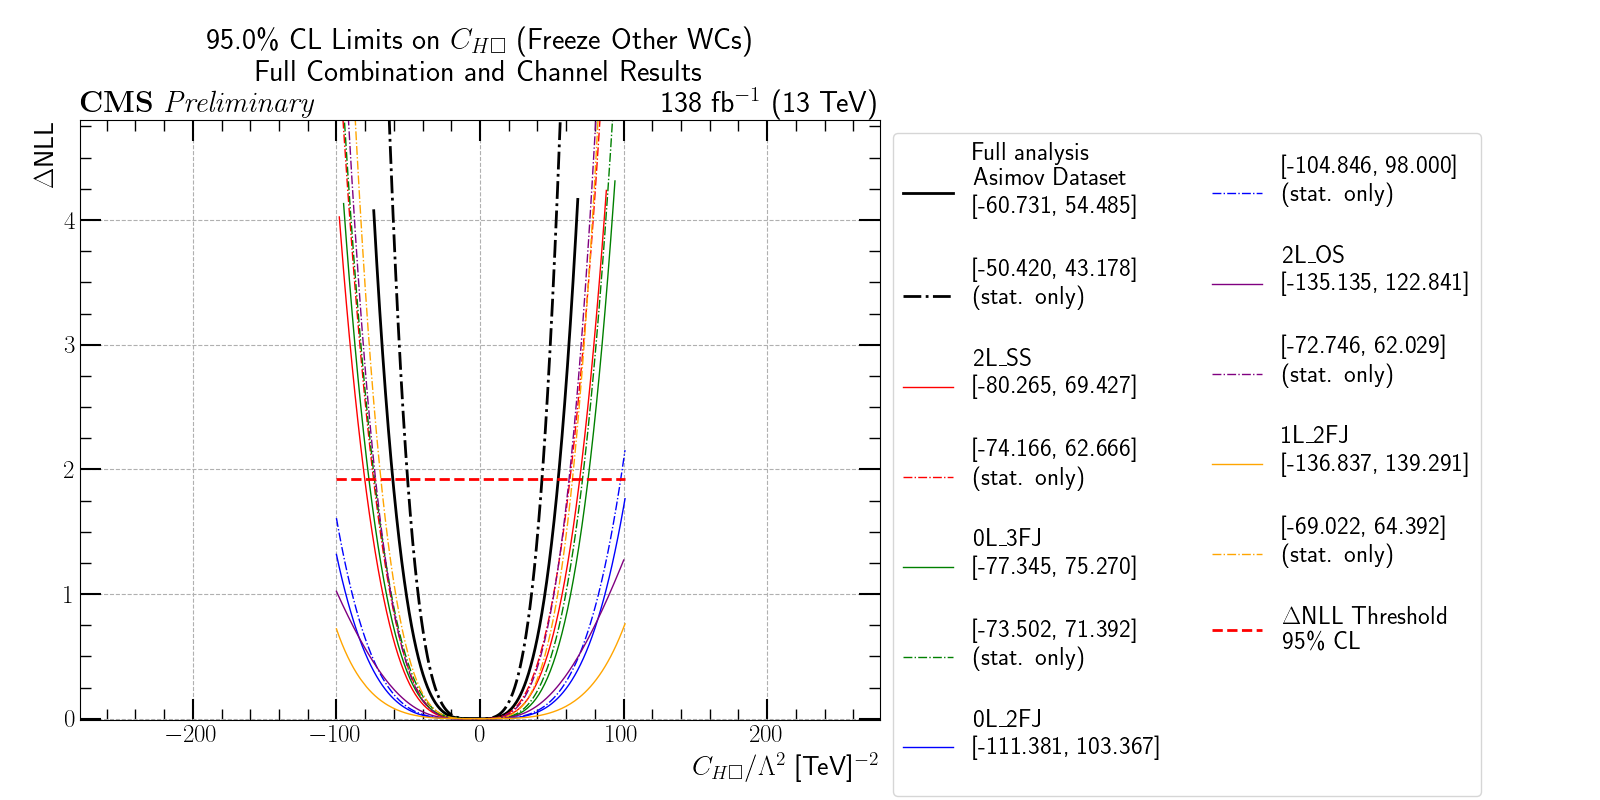 95.0% CL Limits on C_{H□} (Freeze Other WCs)
Full Combination and Channel Results
CMS Preliminary
138 fb⁻¹ (13 TeV)
ΔNLL
4
3
2
1
0
−200
−100
0
100
200
C_{H□}/Λ² [TeV]⁻²
Full analysis
Asimov Dataset
[-60.731, 54.485]
[-50.420, 43.178]
(stat. only)
2L_SS
[-80.265, 69.427]
[-74.166, 62.666]
(stat. only)
0L_3FJ
[-77.345, 75.270]
[-73.502, 71.392]
(stat. only)
0L_2FJ
[-111.381, 103.367]
[-104.846, 98.000]
(stat. only)
2L_OS
[-135.135, 122.841]
[-72.746, 62.029]
(stat. only)
1L_2FJ
[-136.837, 139.291]
[-69.022, 64.392]
(stat. only)
ΔNLL Threshold
95% CL